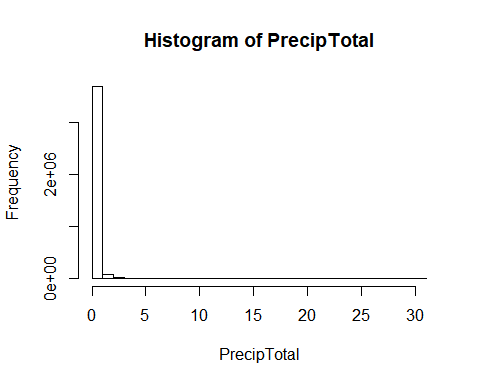 Histogram of PrecipTotal
Frequency
2e+06
0e+00
0 5 10 15 20 25 30
PrecipTotal